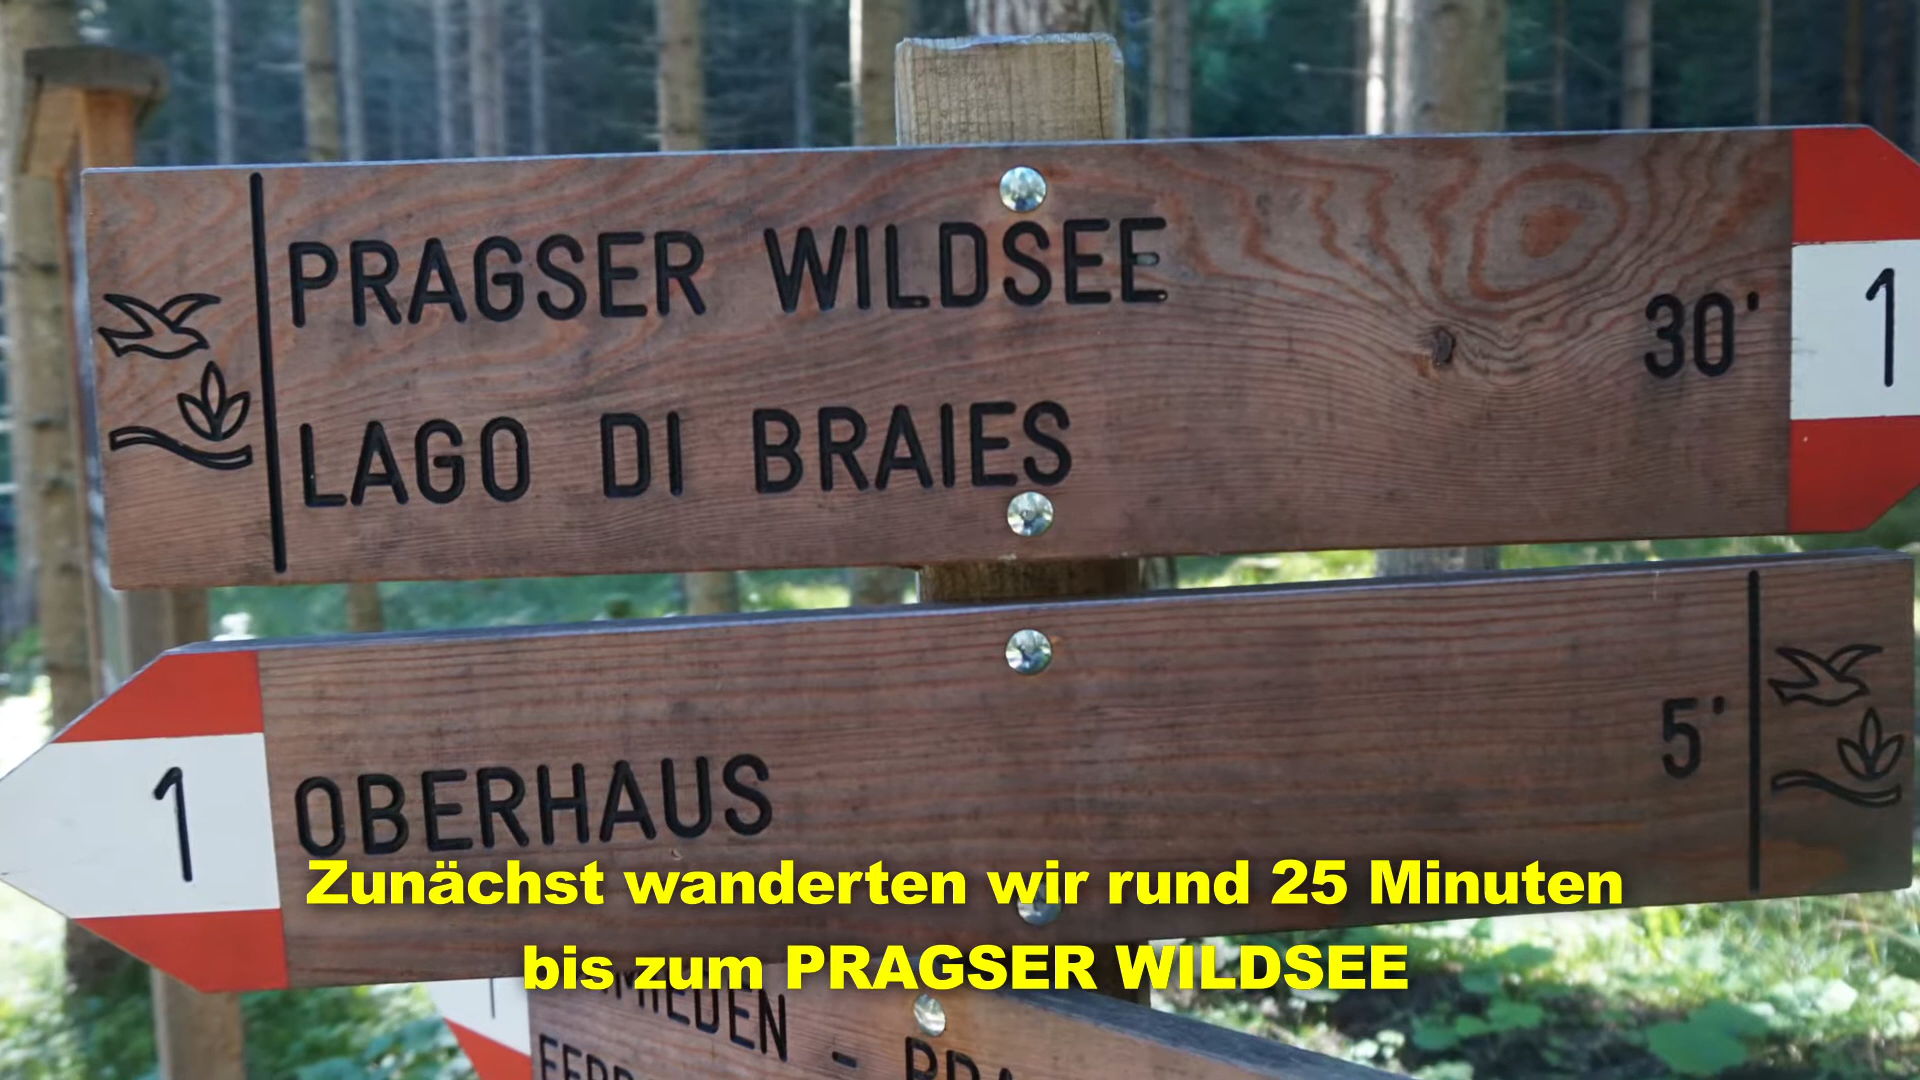 PRAGSER WILDSEE
30' 1
LAGO DI BRAIES
5'
1 OBERHAUS
Zunächst wanderten wir rund 25 Minuten
bis zum PRAGSER WILDSEE